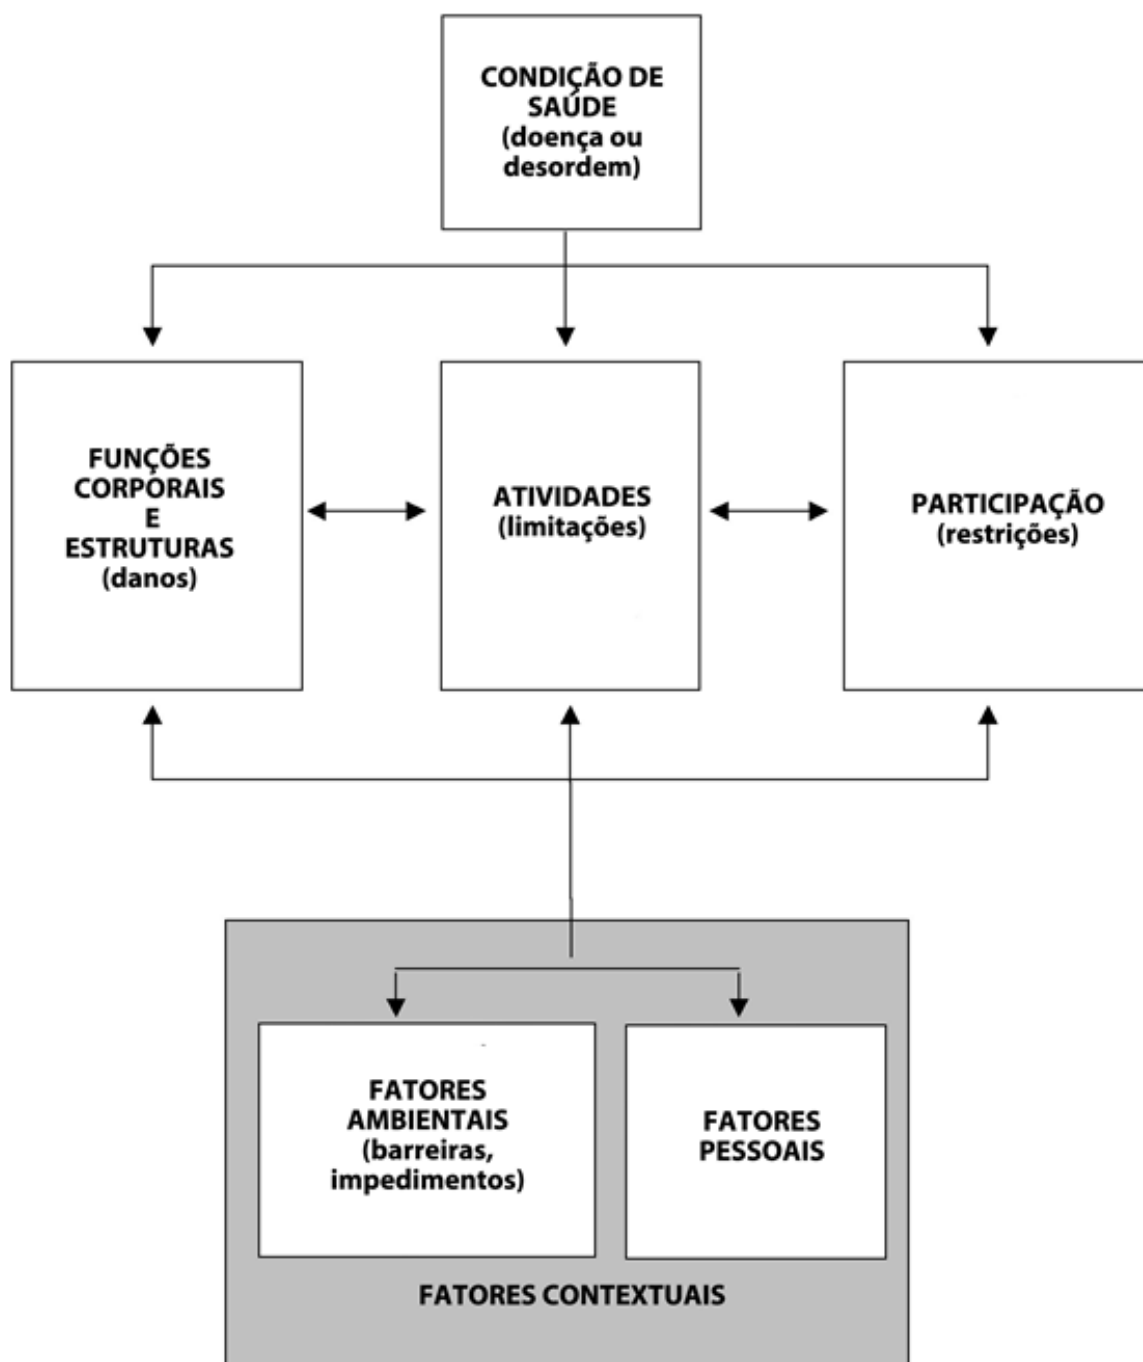 CONDIÇÃO DE
SAÚDE
(doença ou
desordem)
FUNÇÕES
CORPORAIS
E
ESTRUTURAS
(danos)
ATIVIDADES
(limitações)
PARTICIPAÇÃO
(restrições)
FATORES
AMBIENTAIS
(barreiras,
impedimentos)
FATORES
PESSOAIS
FATORES CONTEXTUAIS